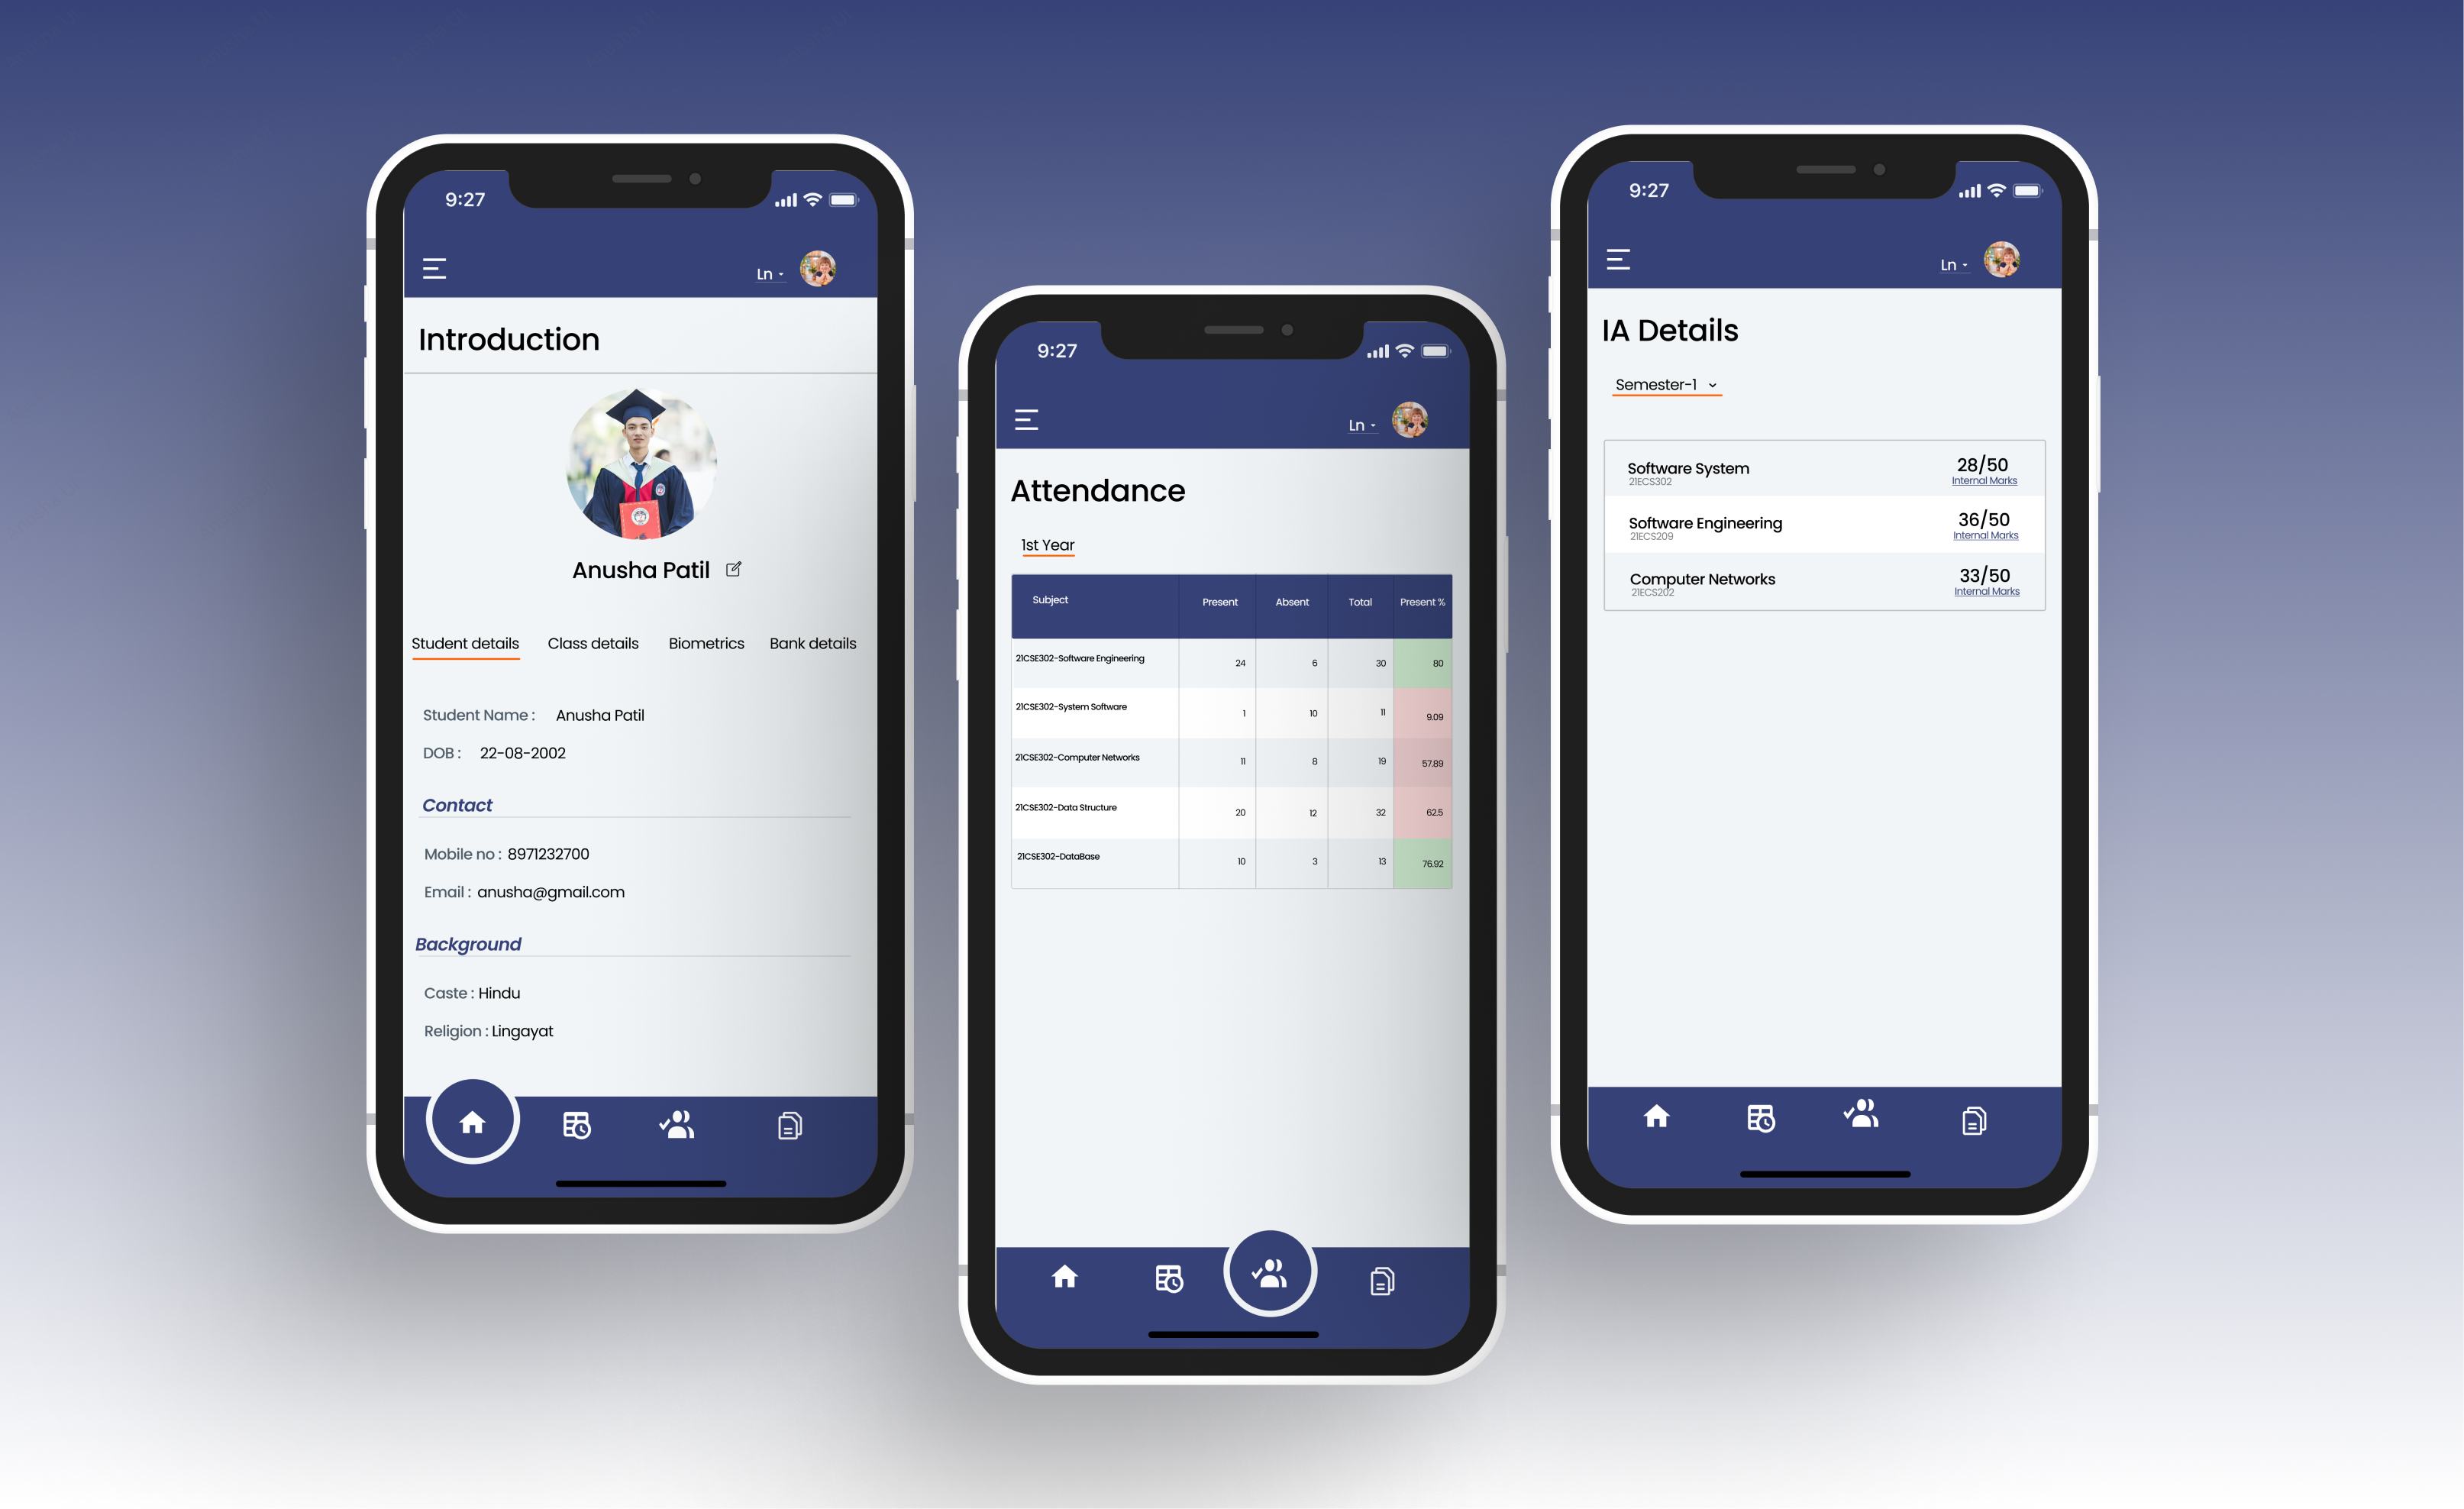 9:27
Ln
Introduction
Anusha Patil
Student details Class details Biometrics Bank details
Student Name : Anusha Patil
DOB : 22-08-2002
Contact
Mobile no : 8971232700
Email : anusha@gmail.com
Background
Caste : Hindu
Religion : Lingayat
9:27
Ln
Attendance
1st Year
Subject Present Absent Total Present %
21CSE302-Software Engineering 24 6 30 80
21CSE302-System Software 1 10 11 9.09
21CSE302-Computer Networks 11 8 19 57.89
21CSE302-Data Structure 20 12 32 62.5
21CSE302-DataBase 10 3 13 76.92
9:27
Ln
IA Details
Semester-1
Software System 28/50
21ECS302 Internal Marks
Software Engineering 36/50
21ECS209 Internal Marks
Computer Networks 33/50
21ECS202 Internal Marks